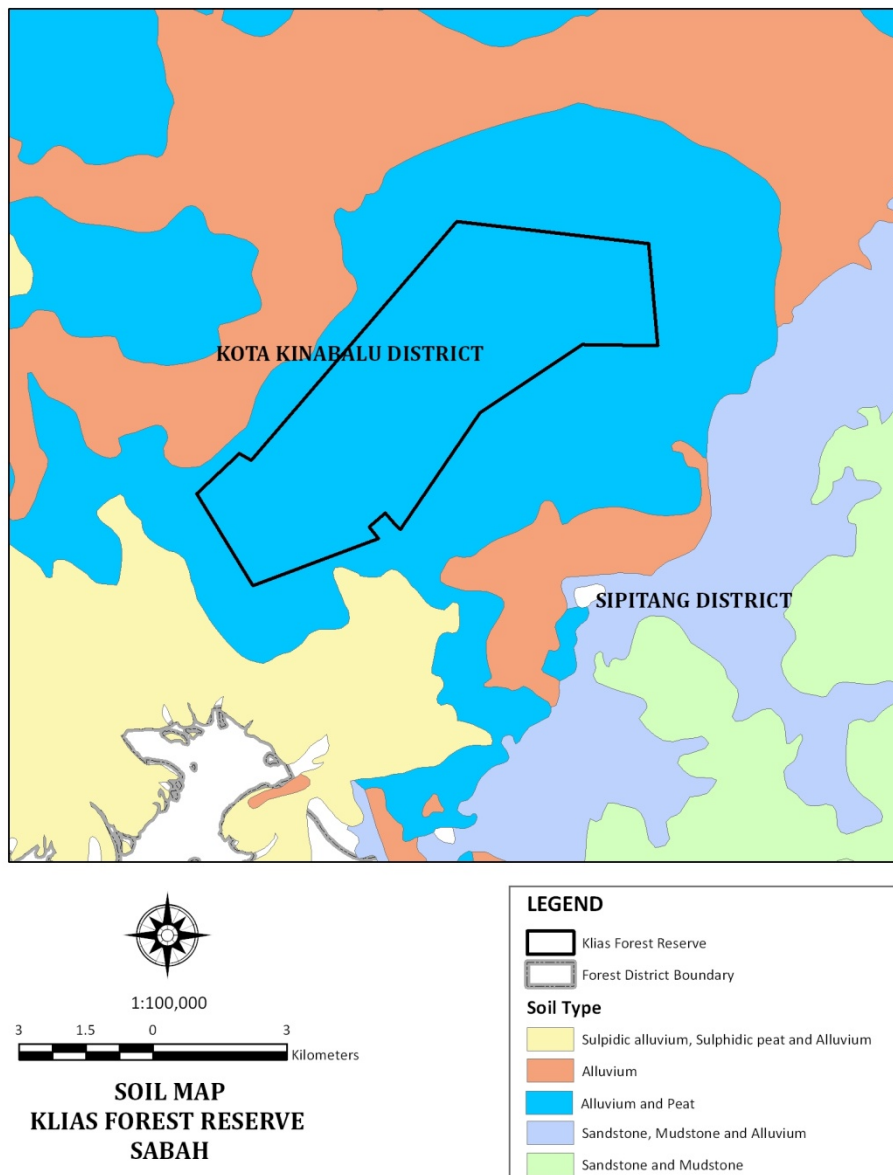 KOTA KINABALU DISTRICT
SIPITANG DISTRICT
1:100,000
3 1.5 0 3
Kilometers
SOIL MAP
KLIAS FOREST RESERVE
SABAH
LEGEND
Klias Forest Reserve
Forest District Boundary
Soil Type
Sulpidic alluvium, Sulphidic peat and Alluvium
Alluvium
Alluvium and Peat
Sandstone, Mudstone and Alluvium
Sandstone and Mudstone